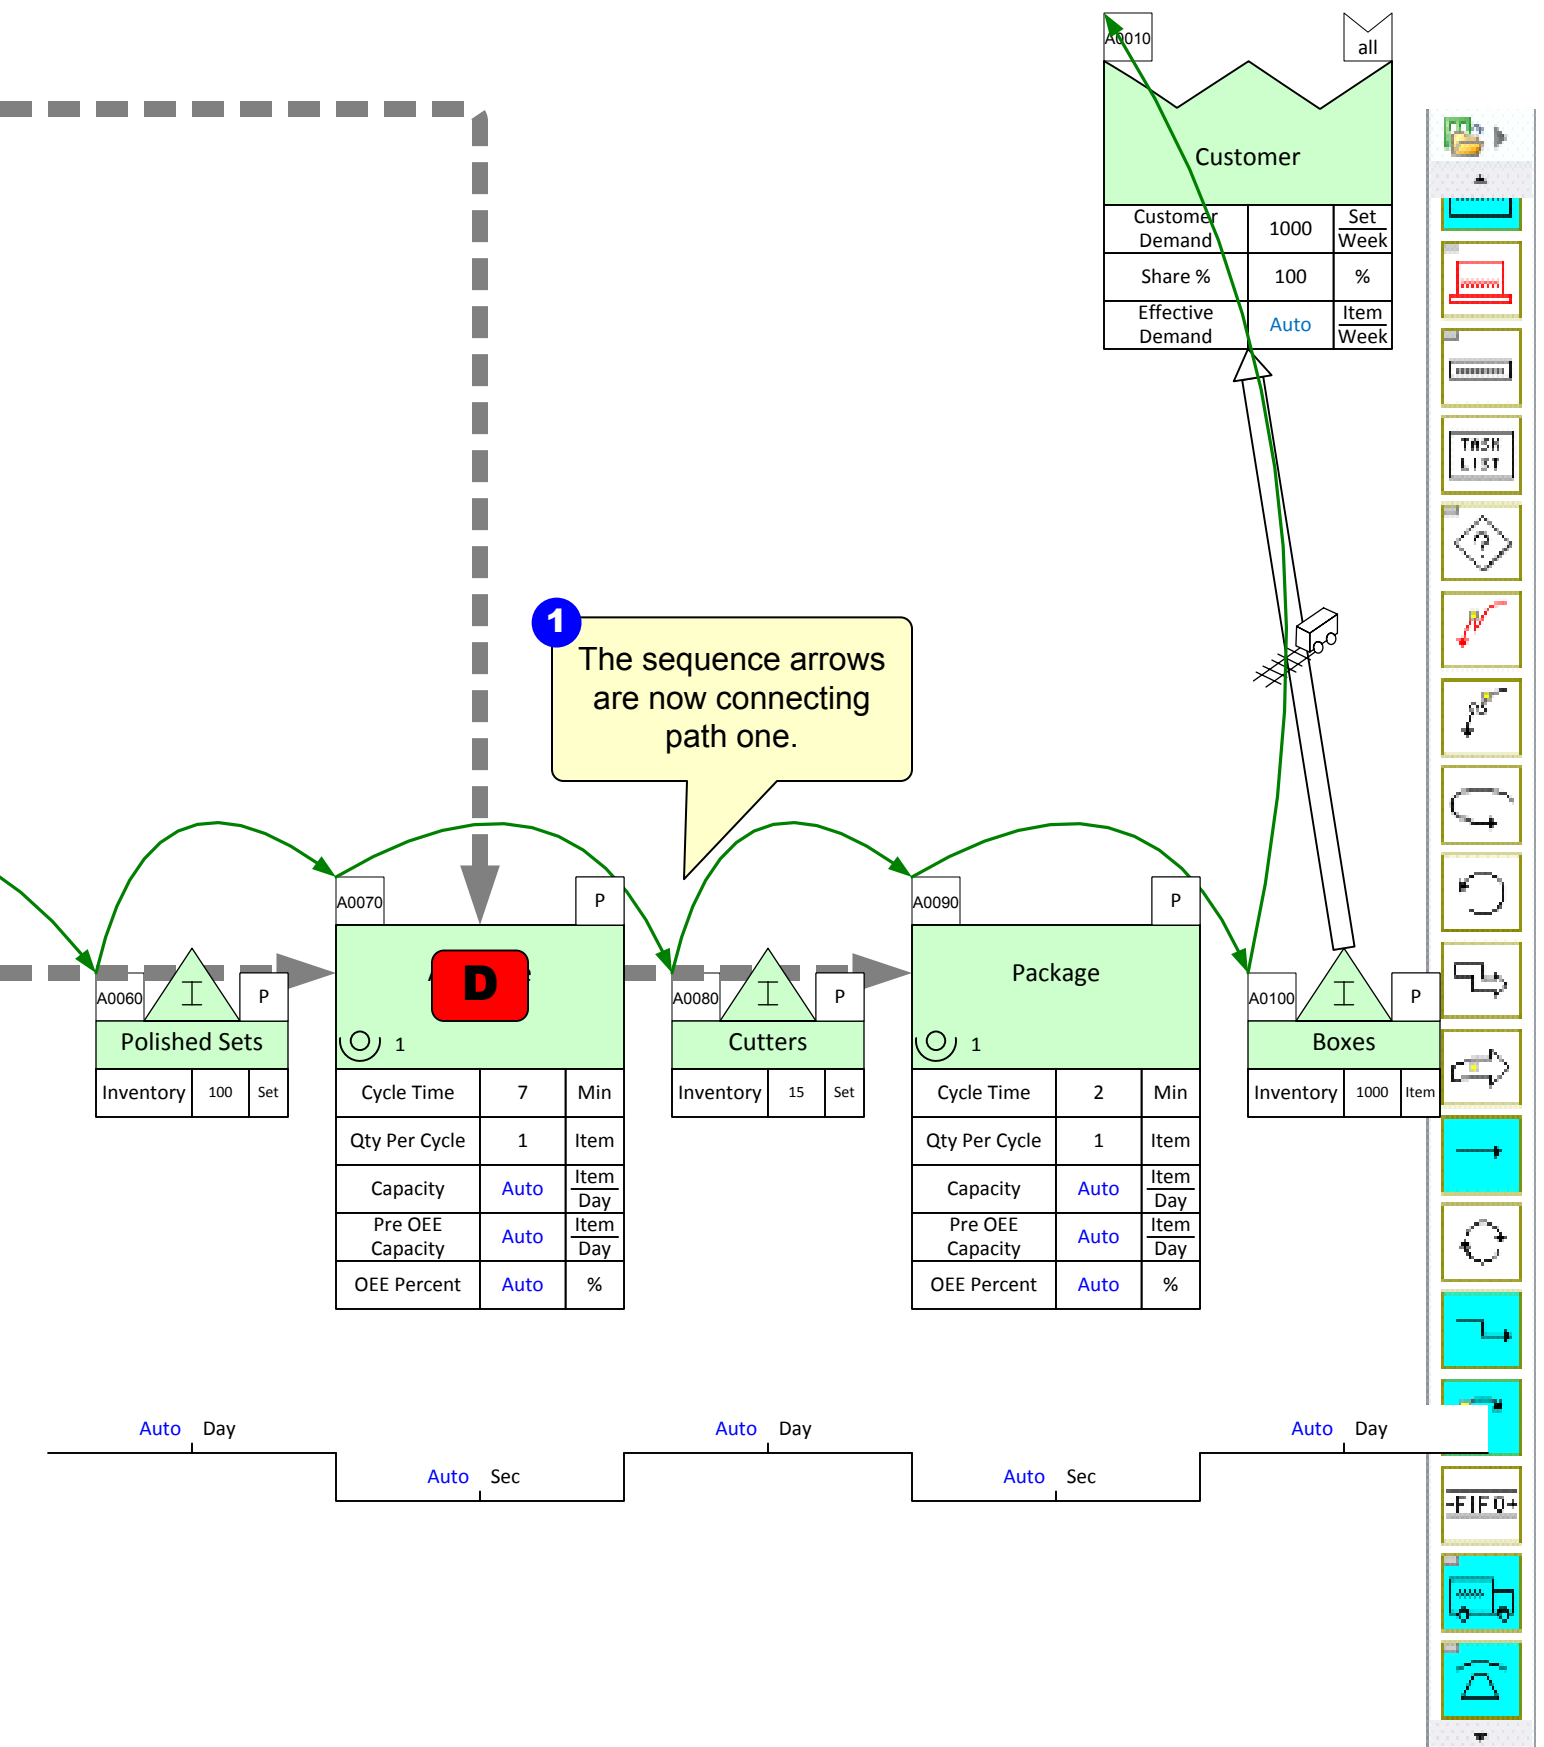 A0010
all
Customer
Customer Demand 1000 Set Week
Share % 100 %
Effective Demand Auto Item Week
TASK
LIST
1
The sequence arrows
are now connecting
path one.
A0070 P
A0090 P
D
Package
A0060 I P
A0080 I P
A0100 I P
Polished Sets
1
Cutters
1
Boxes
Inventory 100 Set
Cycle Time 7 Min
Inventory 15 Set
Cycle Time 2 Min
Inventory 1000 Item
Qty Per Cycle 1 Item
Qty Per Cycle 1 Item
Capacity Auto Item Day
Capacity Auto Item Day
Pre OEE Capacity Auto Item Day
Pre OEE Capacity Auto Item Day
OEE Percent Auto %
OEE Percent Auto %
Auto Day
Auto Day
Auto Day
Auto Sec
Auto Sec
-FIFO+
?